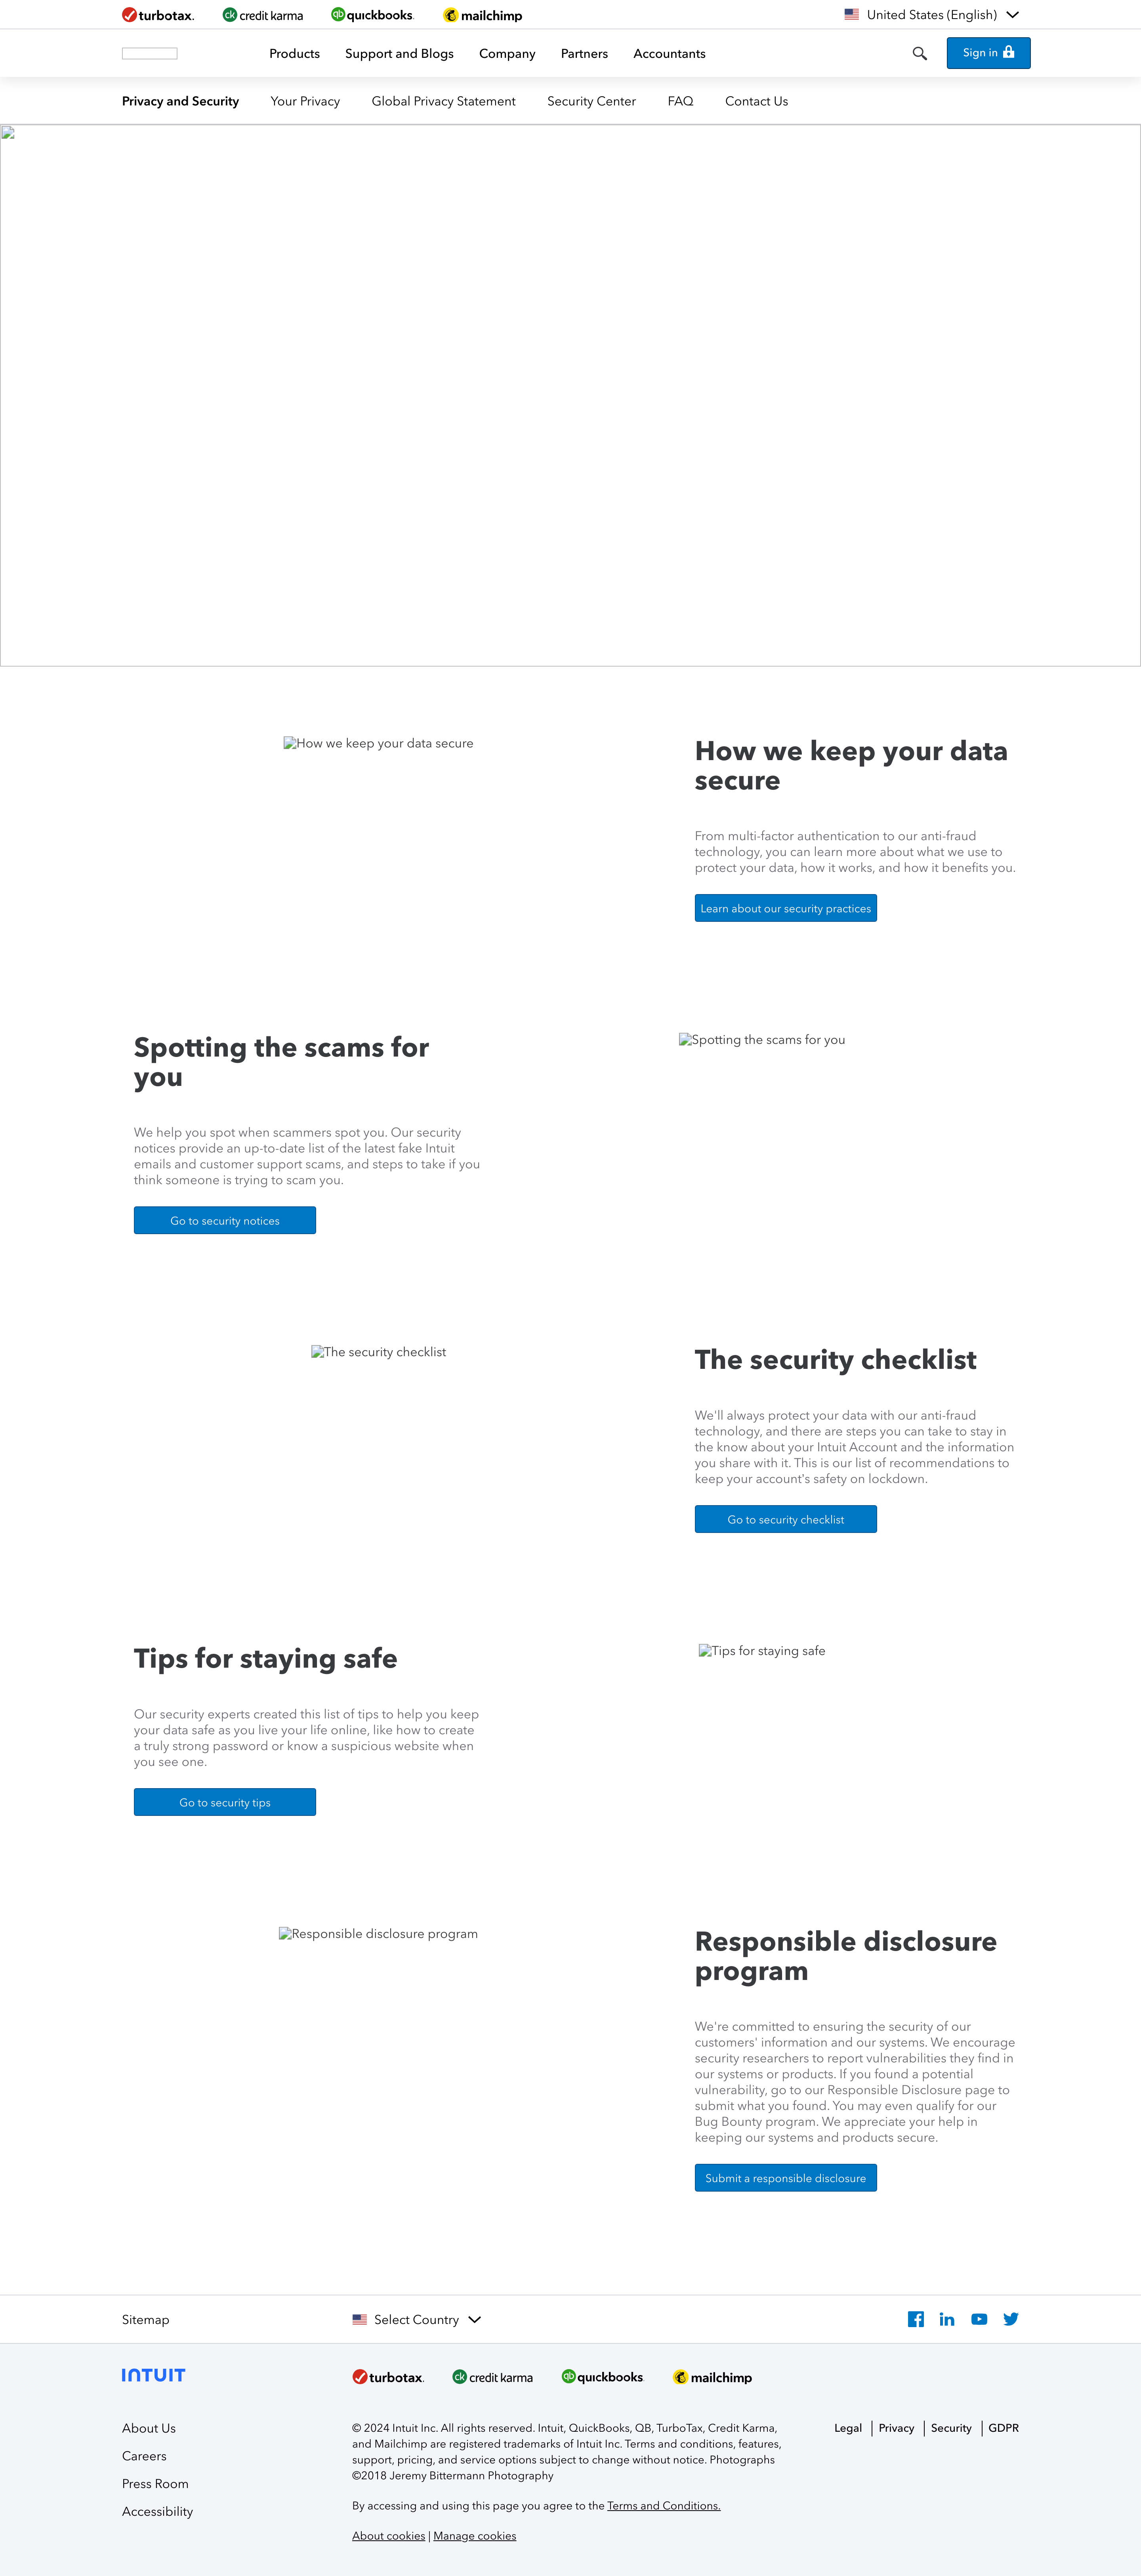 turbotax. credit karma quickbooks. mailchimp United States (English)
Products Support and Blogs Company Partners Accountants Sign in
Privacy and Security Your Privacy Global Privacy Statement Security Center FAQ Contact Us
How we keep your data secure
How we keep your data
secure
From multi-factor authentication to our anti-fraud
technology, you can learn more about what we use to
protect your data, how it works, and how it benefits you.
Learn about our security practices
Spotting the scams for
you
Spotting the scams for you
We help you spot when scammers spot you. Our security
notices provide an up-to-date list of the latest fake Intuit
emails and customer support scams, and steps to take if you
think someone is trying to scam you.
Go to security notices
The security checklist
The security checklist
We'll always protect your data with our anti-fraud
technology, and there are steps you can take to stay in
the know about your Intuit Account and the information
you share with it. This is our list of recommendations to
keep your account's safety on lockdown.
Go to security checklist
Tips for staying safe
Tips for staying safe
Our security experts created this list of tips to help you keep
your data safe as you live your life online, like how to create
a truly strong password or know a suspicious website when
you see one.
Go to security tips
Responsible disclosure program
Responsible disclosure
program
We're committed to ensuring the security of our
customers' information and our systems. We encourage
security researchers to report vulnerabilities they find in
our systems or products. If you found a potential
vulnerability, go to our Responsible Disclosure page to
submit what you found. You may even qualify for our
Bug Bounty program. We appreciate your help in
keeping our systems and products secure.
Submit a responsible disclosure
Sitemap Select Country
INTUIT turbotax. credit karma quickbooks mailchimp
About Us
Careers
Press Room
Accessibility
© 2024 Intuit Inc. All rights reserved. Intuit, QuickBooks, QB, TurboTax, Credit Karma,
and Mailchimp are registered trademarks of Intuit Inc. Terms and conditions, features,
support, pricing, and service options subject to change without notice. Photographs
©2018 Jeremy Bittermann Photography
By accessing and using this page you agree to the Terms and Conditions.
About cookies | Manage cookies
Legal Privacy Security GDPR